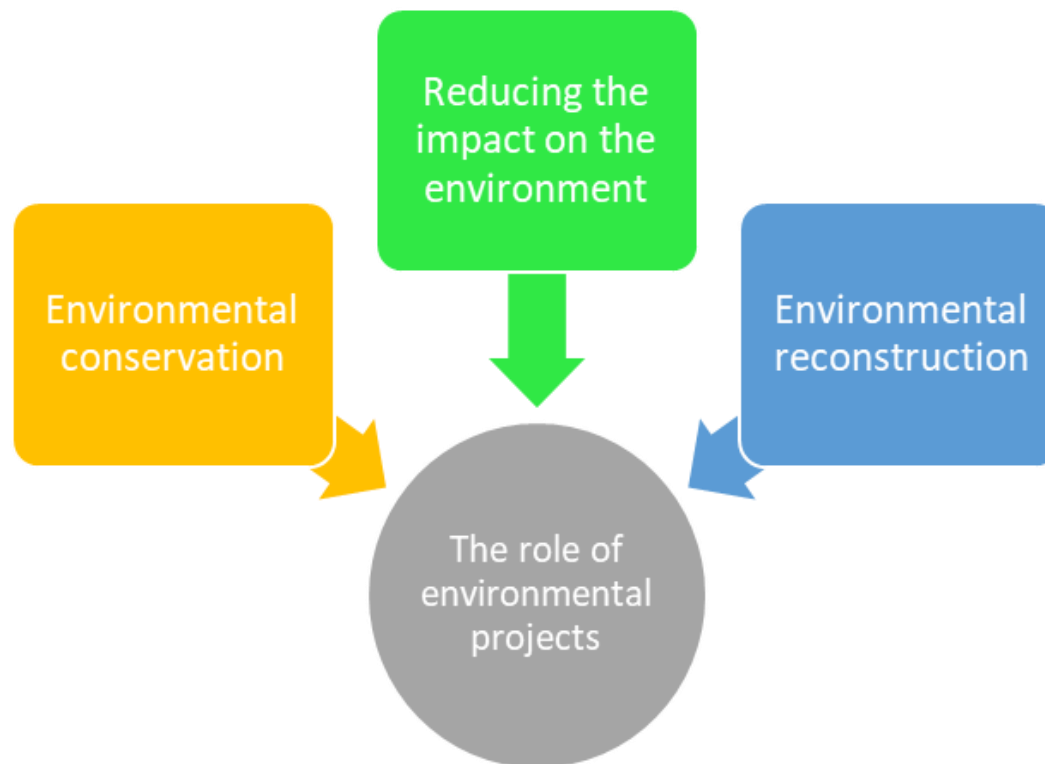 Reducing the
impact on the
environment
Environmental
conservation
Environmental
reconstruction
The role of
environmental
projects